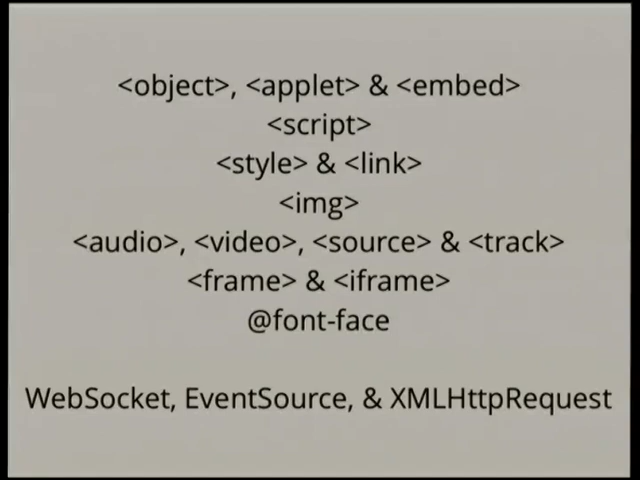 <object>, <applet> & <embed>
<script>
<style> & <link>
<img>
<audio>, <video>, <source> & <track>
<frame> & <iframe>
@font-face
WebSocket, EventSource, & XMLHttpRequest